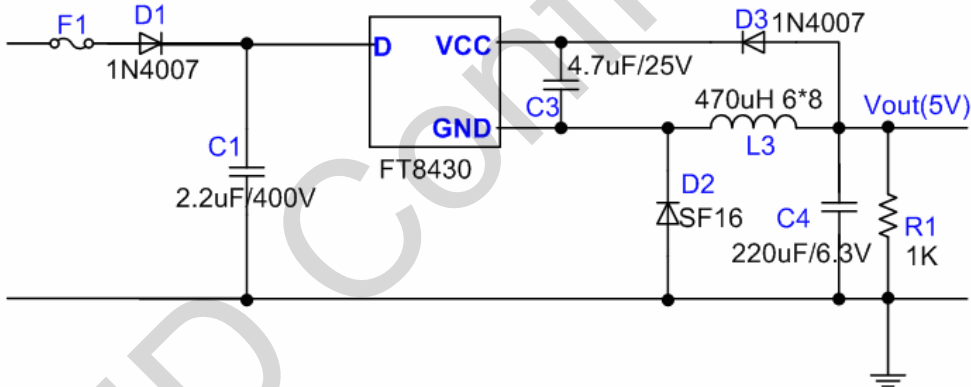 F1
D1
1N4007
C1
2.2uF/400V
D
VCC
GND
FT8430
4.7uF/25V
C3
D3 1N4007
470uH 6*8
L3
Vout(5V)
D2
SF16
C4
220uF/6.3V
R1
1K